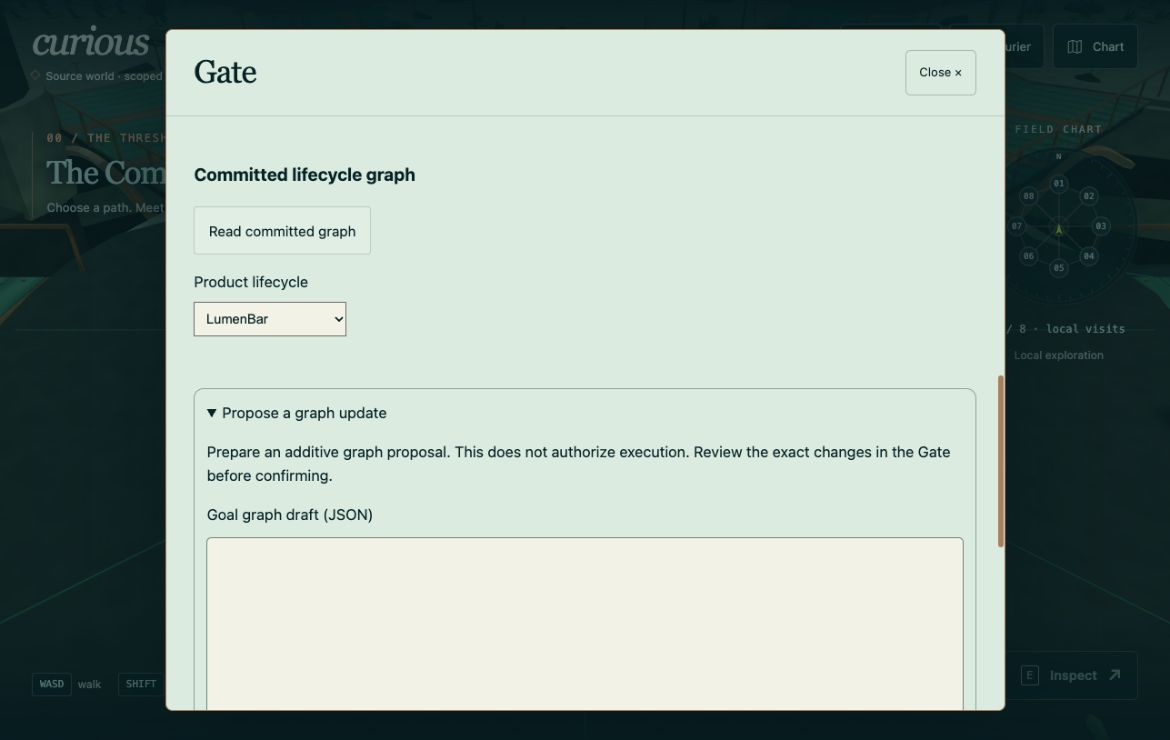 curious
Source world · scoped
00 / THE THRESH
The Com
Choose a path. Meet
Gate
Close ×
urier
Chart
Committed lifecycle graph
Read committed graph
Product lifecycle
LumenBar
Propose a graph update
Prepare an additive graph proposal. This does not authorize execution. Review the exact changes in the Gate
before confirming.
Goal graph draft (JSON)
FIELD CHART
N
01
02
03
04
05
06
07
08
/ 8 · local visits
Local exploration
WASD walk SHIFT
E Inspect